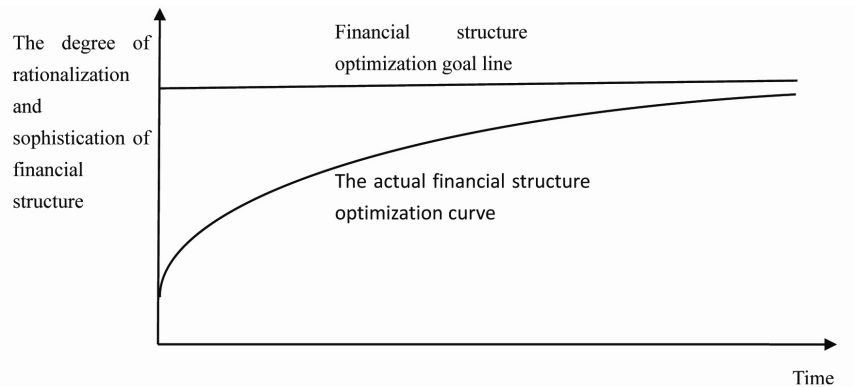 The degree of
rationalization
and
sophistication of
financial
structure
Financial structure
optimization goal line
The actual financial structure
optimization curve
Time